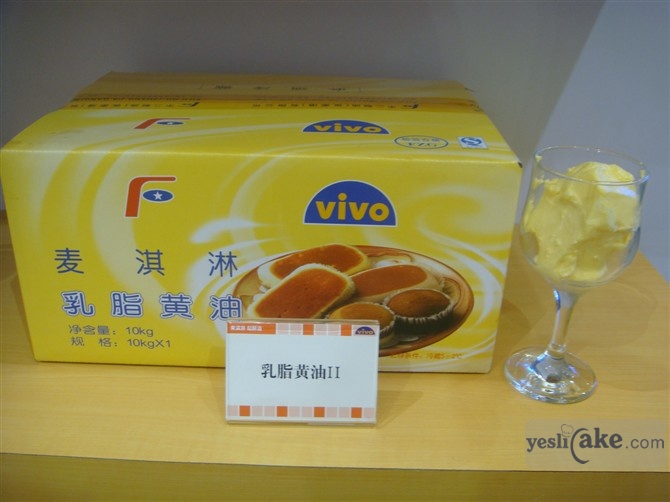 vivo
vivo
麦淇淋
乳脂黄油
净含量：10kg
规　格：10kgX1
vivo
乳脂黄油II
yeslicake.com